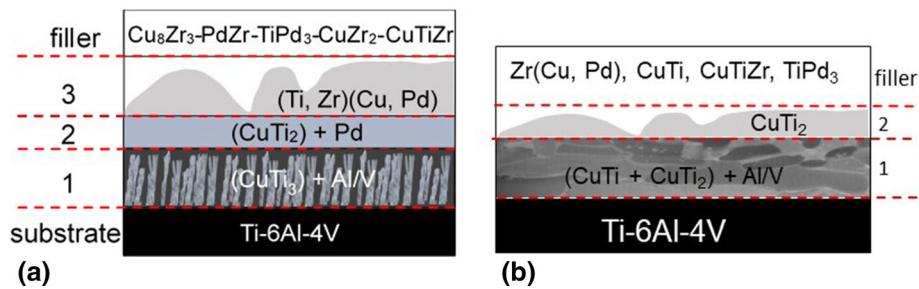 filler
Cu₈Zr₃-PdZr-TiPd₃-CuZr₂-CuTiZr
3
(Ti, Zr)(Cu, Pd)
2
(CuTi₂) + Pd
1
(CuTi₃) + Al/V
substrate
Ti-6Al-4V
(a)
Zr(Cu, Pd), CuTi, CuTiZr, TiPd₃
filler
CuTi₂
2
(CuTi + CuTi₂) + Al/V
1
Ti-6Al-4V
(b)